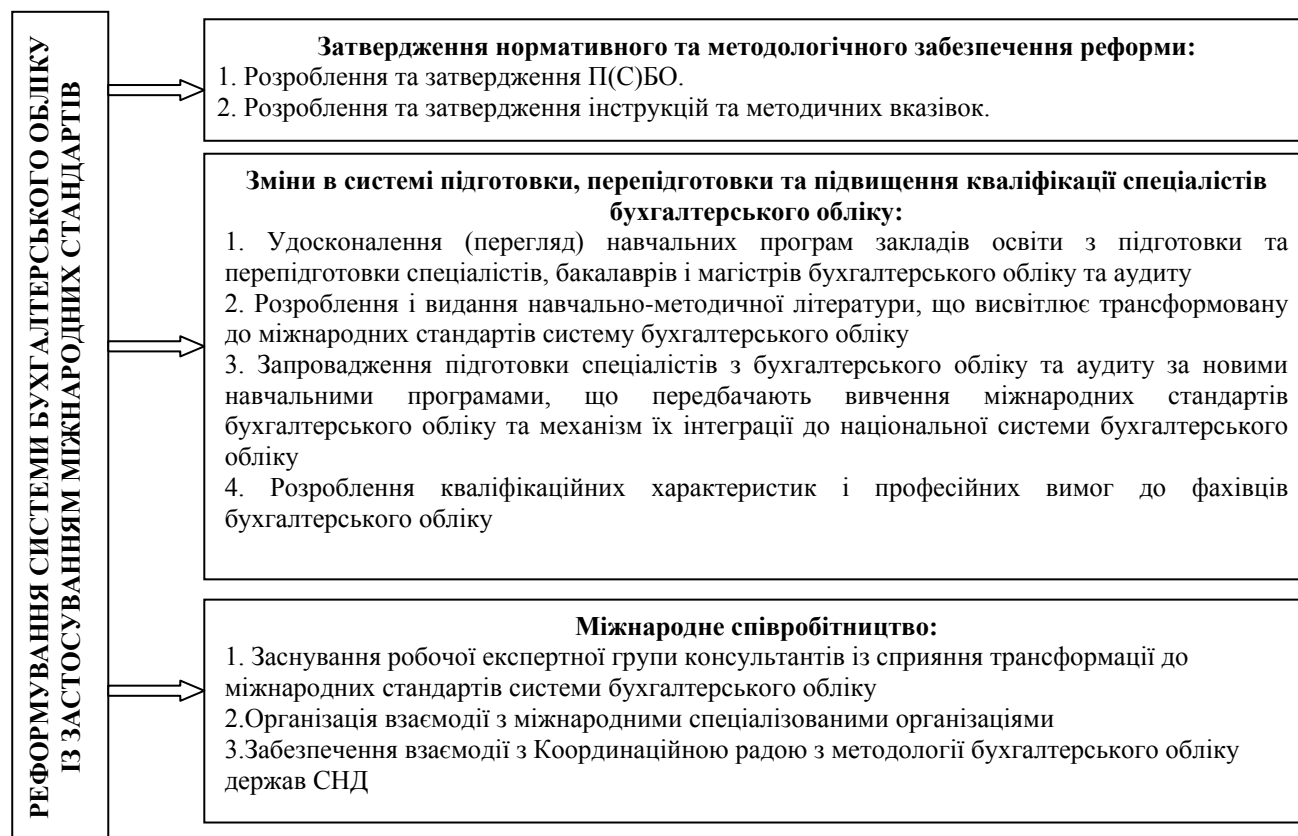 РЕФОРМУВАННЯ СИСТЕМИ БУХГАЛТЕРСЬКОГО ОБЛІКУ
ІЗ ЗАСТОСУВАННЯМ МІЖНАРОДНИХ СТАНДАРТІВ
Затвердження нормативного та методологічного забезпечення реформи:
1. Розроблення та затвердження П(С)БО.
2. Розроблення та затвердження інструкцій та методичних вказівок.
Зміни в системі підготовки, перепідготовки та підвищення кваліфікації спеціалістів
бухгалтерського обліку:
1. Удосконалення (перегляд) навчальних програм закладів освіти з підготовки та
перепідготовки спеціалістів, бакалаврів і магістрів бухгалтерського обліку та аудиту
2. Розроблення і видання навчально-методичної літератури, що висвітлює трансформовану
до міжнародних стандартів систему бухгалтерського обліку
3. Запровадження підготовки спеціалістів з бухгалтерського обліку та аудиту за новими
навчальними програмами, що передбачають вивчення міжнародних стандартів
бухгалтерського обліку та механізм їх інтеграції до національної системи бухгалтерського
обліку
4. Розроблення кваліфікаційних характеристик і професійних вимог до фахівців
бухгалтерського обліку
Міжнародне співробітництво:
1. Заснування робочої експертної групи консультантів із сприяння трансформації до
міжнародних стандартів системи бухгалтерського обліку
2.Організація взаємодії з міжнародними спеціалізованими організаціями
3.Забезпечення взаємодії з Координаційною радою з методології бухгалтерського обліку
держав СНД